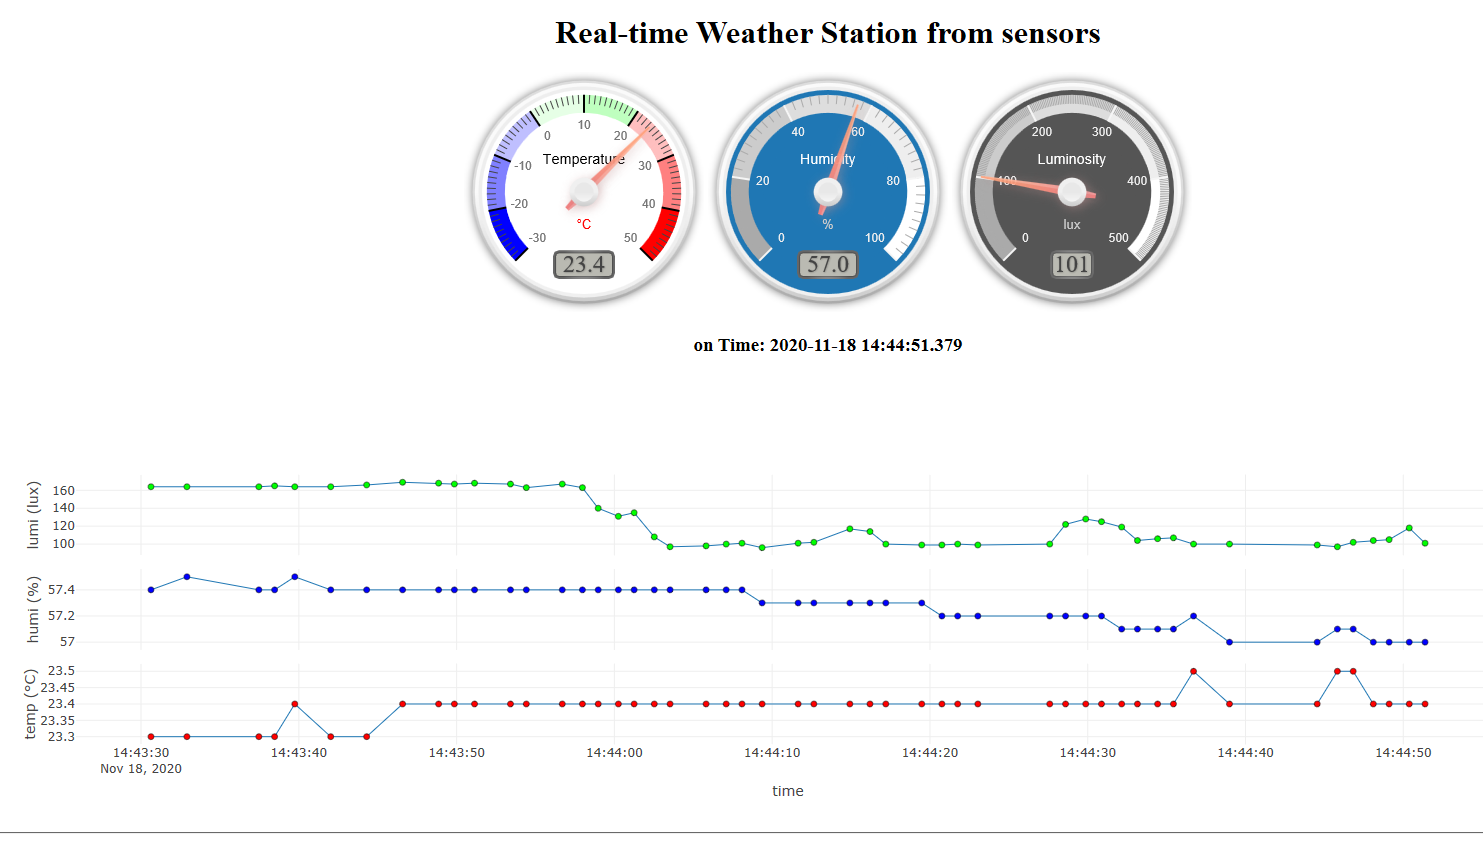 Real-time Weather Station from sensors
-30 -20 -10 0 10 20 30 40 50
Temperature
°C
23.4
0 20 40 60 80 100
Humidity
%
57.0
0 100 200 300 400 500
Luminosity
lux
101
on Time: 2020-11-18 14:44:51.379
lumi (lux)
160
140
120
100
humi (%)
57.4
57.2
57
temp (°C)
23.5
23.45
23.4
23.35
23.3
14:43:30 14:43:40 14:43:50 14:44:00 14:44:10 14:44:20 14:44:30 14:44:40 14:44:50
Nov 18, 2020
time